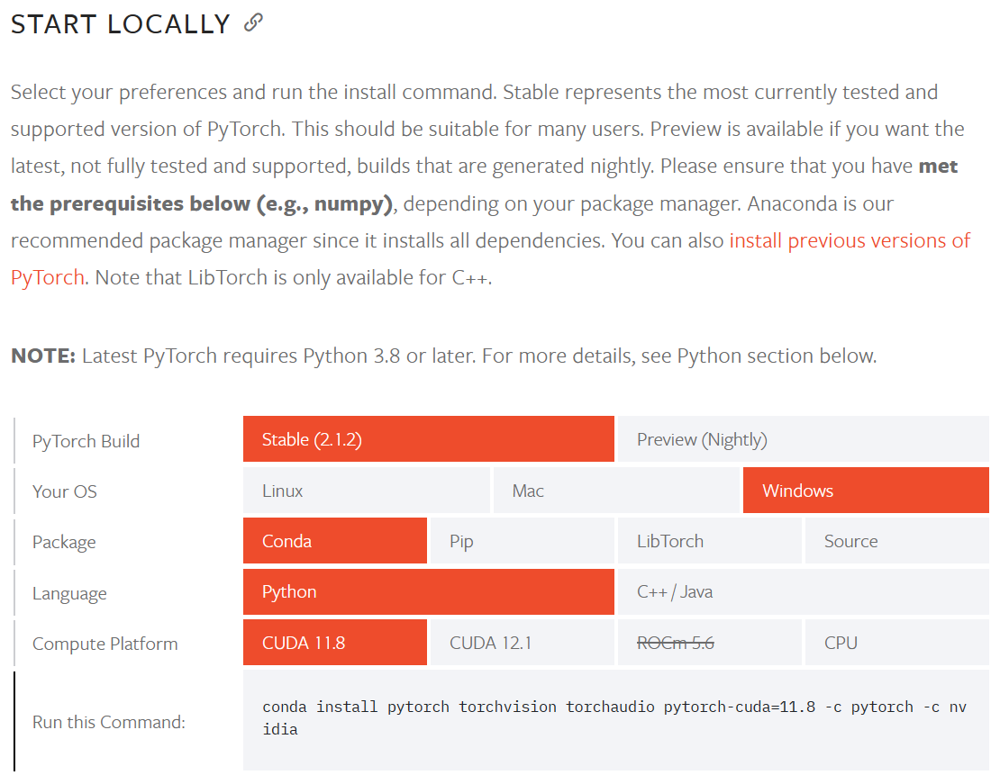 START LOCALLY
Select your preferences and run the install command. Stable represents the most currently tested and
supported version of PyTorch. This should be suitable for many users. Preview is available if you want the
latest, not fully tested and supported, builds that are generated nightly. Please ensure that you have met
the prerequisites below (e.g., numpy), depending on your package manager. Anaconda is our
recommended package manager since it installs all dependencies. You can also install previous versions of
PyTorch. Note that LibTorch is only available for C++.
NOTE: Latest PyTorch requires Python 3.8 or later. For more details, see Python section below.
PyTorch Build Stable (2.1.2) Preview (Nightly)
Your OS Linux Mac Windows
Package Conda Pip LibTorch Source
Language Python C++ / Java
Compute Platform CUDA 11.8 CUDA 12.1 ROCm 5.6 CPU
Run this Command: conda install pytorch torchvision torchaudio pytorch-cuda=11.8 -c pytorch -c nv
idia